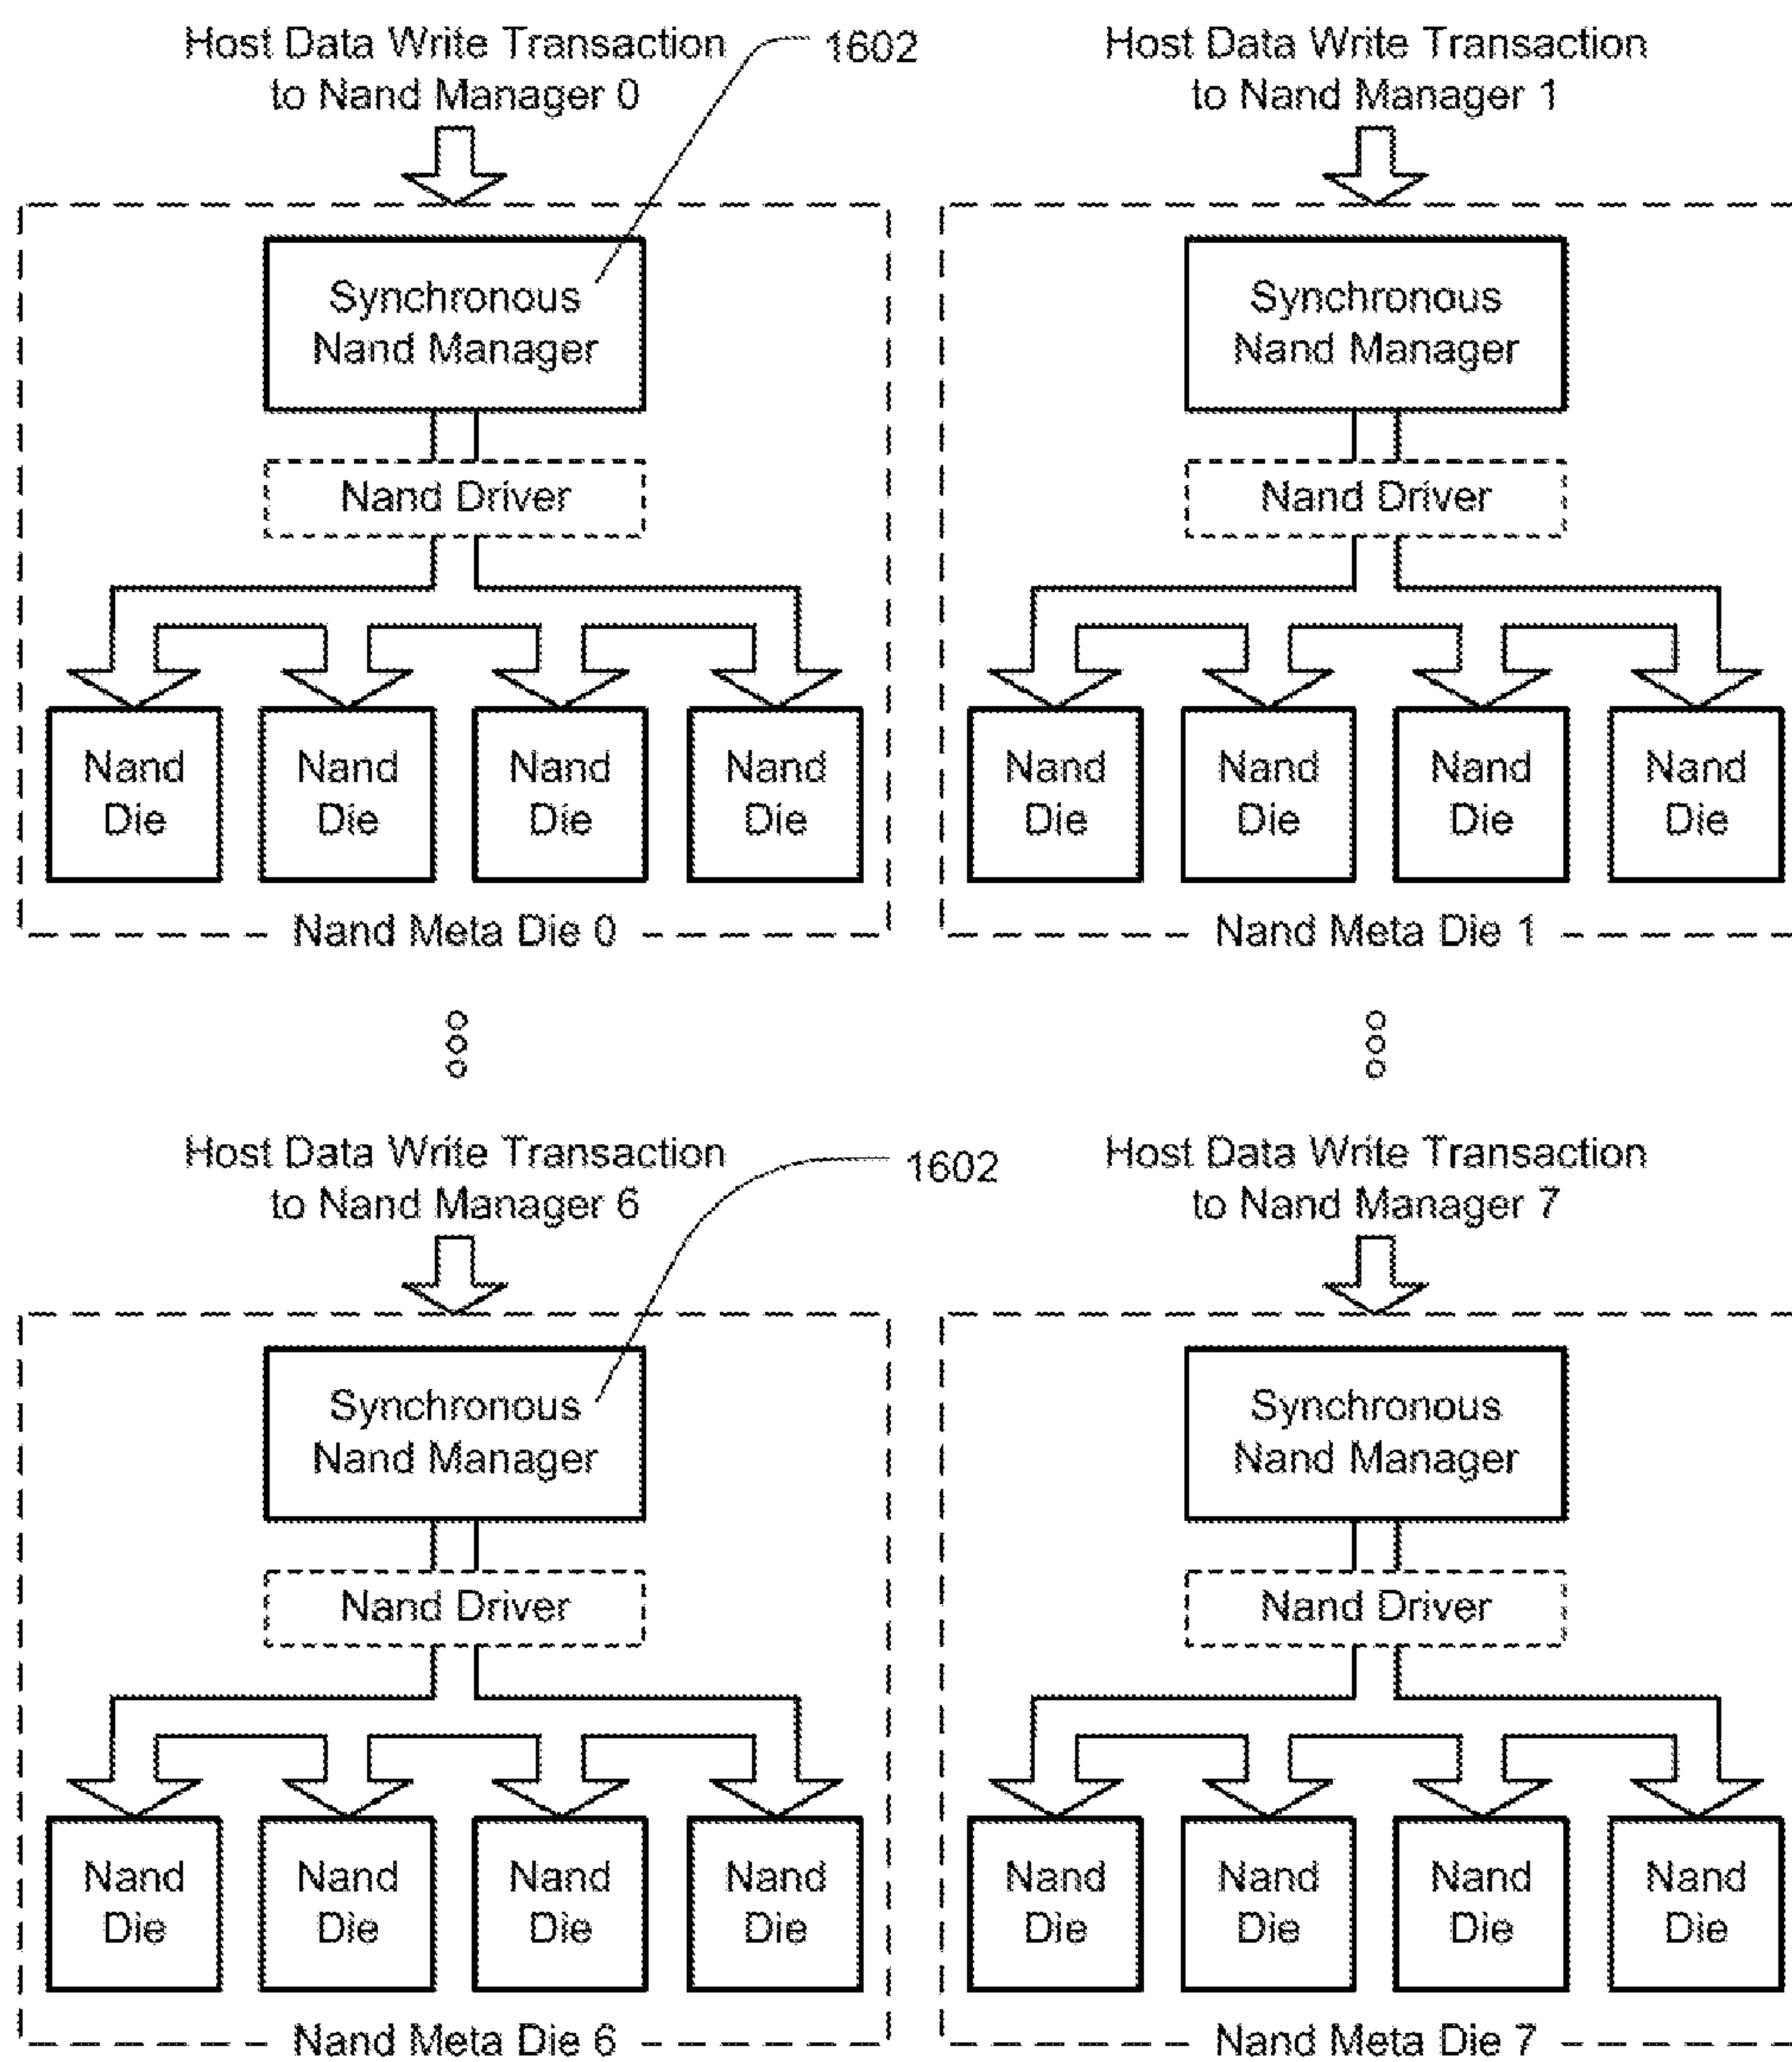 Host Data Write Transaction
to Nand Manager 0
1602
Host Data Write Transaction
to Nand Manager 1
Synchronous
Nand Manager
Synchronous
Nand Manager
Nand Driver
Nand Driver
Nand
Die
Nand
Die
Nand
Die
Nand
Die
Nand
Die
Nand
Die
Nand
Die
Nand
Die
Nand Meta Die 0
Nand Meta Die 1
Host Data Write Transaction
to Nand Manager 6
1602
Host Data Write Transaction
to Nand Manager 7
Synchronous
Nand Manager
Synchronous
Nand Manager
Nand Driver
Nand Driver
Nand
Die
Nand
Die
Nand
Die
Nand
Die
Nand
Die
Nand
Die
Nand
Die
Nand
Die
Nand Meta Die 6
Nand Meta Die 7